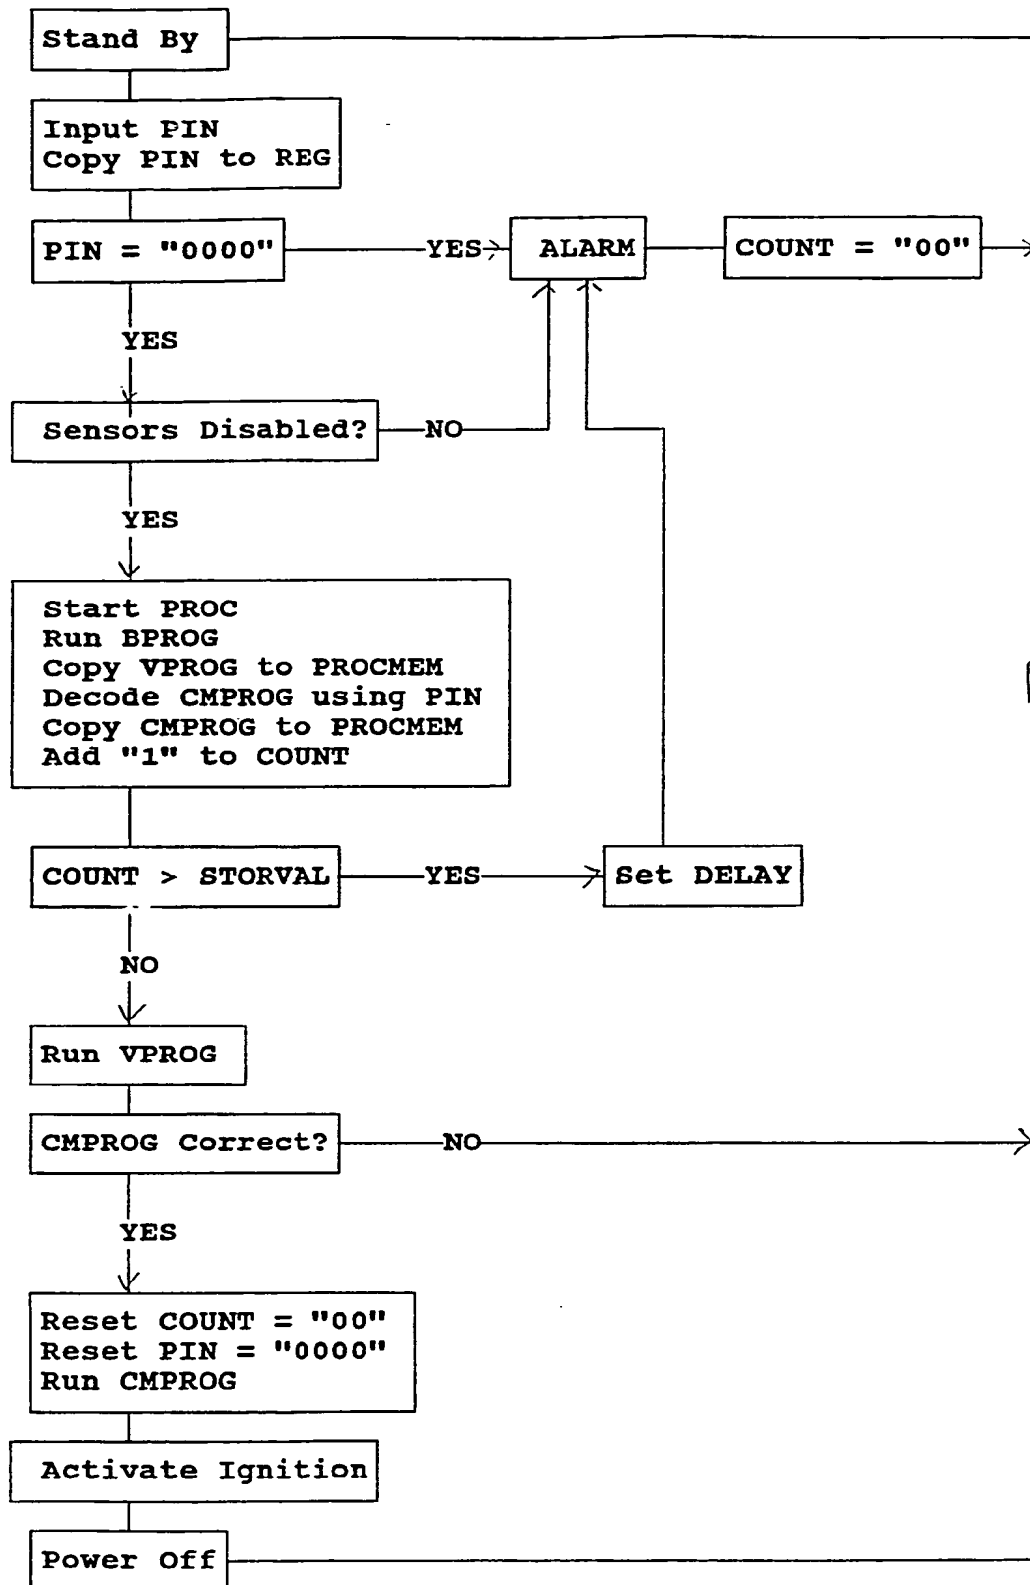 Stand By
Input PIN
Copy PIN to REG
PIN = "0000"
YES
ALARM
COUNT = "00"
YES
Sensors Disabled?
NO
YES
Start PROC
Run BPROG
Copy VPROG to PROCMEM
Decode CMPROG using PIN
Copy CMPROG to PROCMEM
Add "1" to COUNT
COUNT > STORVAL
YES
Set DELAY
NO
Run VPROG
CMPROG Correct?
NO
YES
Reset COUNT = "00"
Reset PIN = "0000"
Run CMPROG
Activate Ignition
Power Off